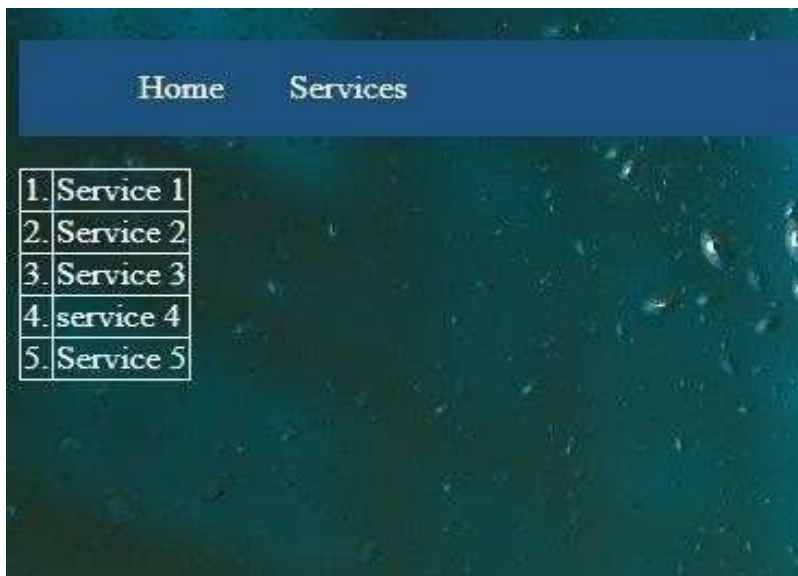 Home Services
1. Service 1
2. Service 2
3. Service 3
4. service 4
5. Service 5